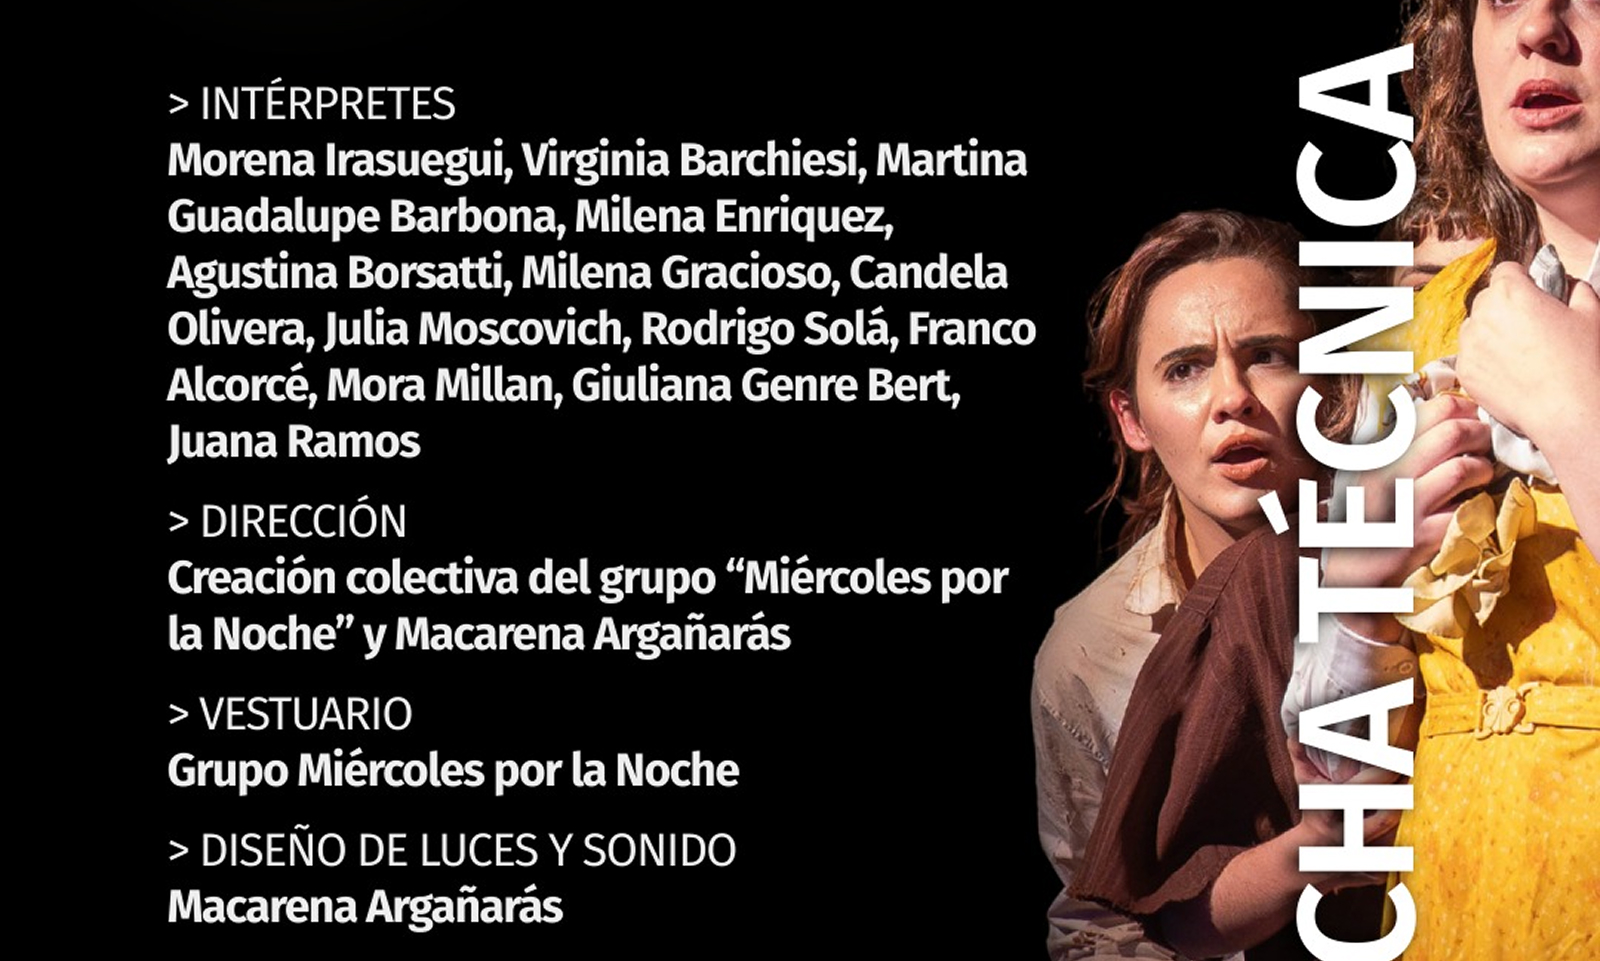 > INTÉRPRETES
Morena Irasuegui, Virginia Barchiesi, Martina
Guadalupe Barbona, Milena Enriquez,
Agustina Borsatti, Milena Gracioso, Candela
Olivera, Julia Moscovich, Rodrigo Solá, Franco
Alcorcé, Mora Millan, Giuliana Genre Bert,
Juana Ramos
> DIRECCIÓN
Creación colectiva del grupo “Miércoles por
la Noche” y Macarena Argañarás
> VESTUARIO
Grupo Miércoles por la Noche
> DISEÑO DE LUCES Y SONIDO
Macarena Argañarás
CHA TÉCNICA